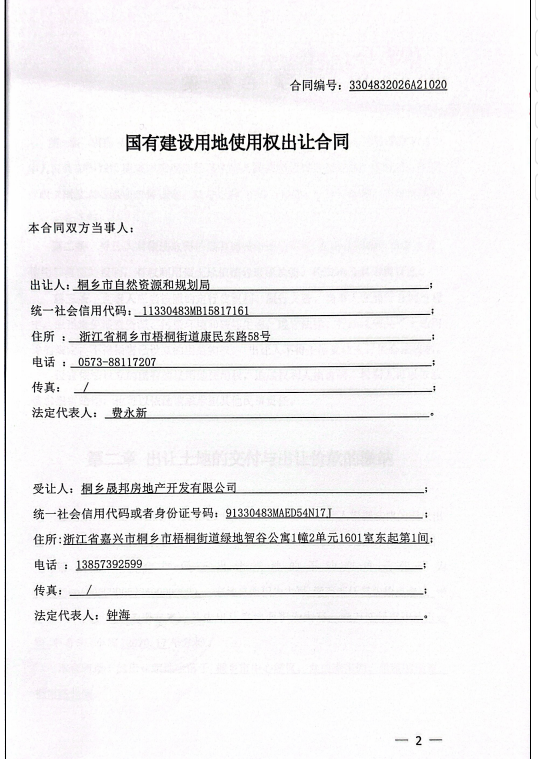 合同编号：3304832026A21020
国有建设用地使用权出让合同
本合同双方当事人：
出让人：桐乡市自然资源和规划局；
统一社会信用代码：11330483MB15817161；
住所：浙江省桐乡市梧桐街道康民东路58号；
电话：0573-88117207；
传真：/；
法定代表人：费永新。
受让人：桐乡晟邦房地产开发有限公司；
统一社会信用代码或者身份证号码：91330483MAED54N17J；
住所：浙江省嘉兴市桐乡市梧桐街道绿地智谷公寓1幢2单元1601室东起第1间；
电话：13857392599；
传真：/；
法定代表人：钟海。
— 2 —